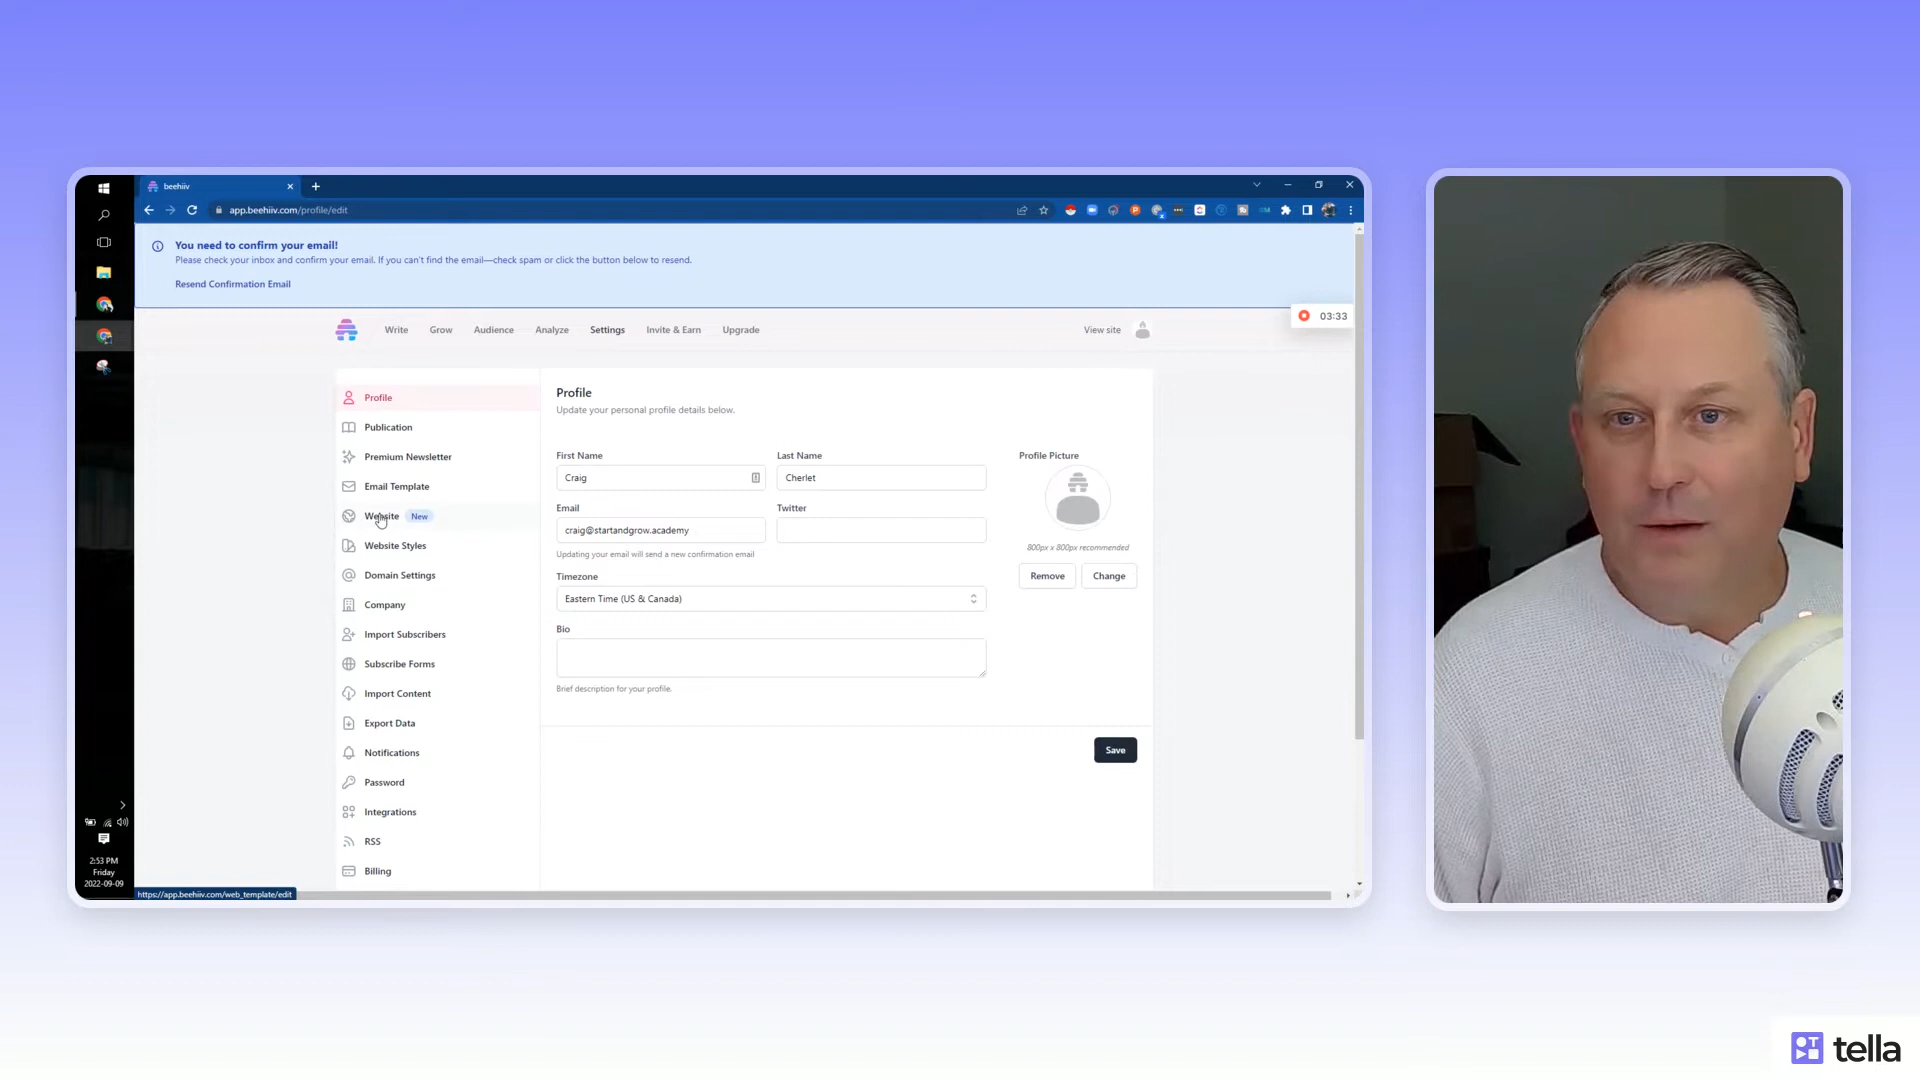 beehiiv
app.beehiiv.com/profile/edit
You need to confirm your email!
Please check your inbox and confirm your email. If you can't find the email—check spam or click the button below to resend.
Resend Confirmation Email
03:33
Write Grow Audience Analyze Settings Invite & Earn Upgrade View site
Profile
Publication
Premium Newsletter
Email Template
Website New
Website Styles
Domain Settings
Company
Import Subscribers
Subscribe Forms
Import Content
Export Data
Notifications
Password
Integrations
RSS
Billing
Profile
Update your personal profile details below.
First Name Last Name
Craig Cherlet
Email Twitter
craig@startandgrow.academy
Updating your email will send a new confirmation email
Timezone
Eastern Time (US & Canada)
Bio
Brief description for your profile.
Profile Picture
800px x 800px recommended
Remove Change
Save
2:53 PM
Friday
2022-09-09
https://app.beehiiv.com/web_template/edit
tella